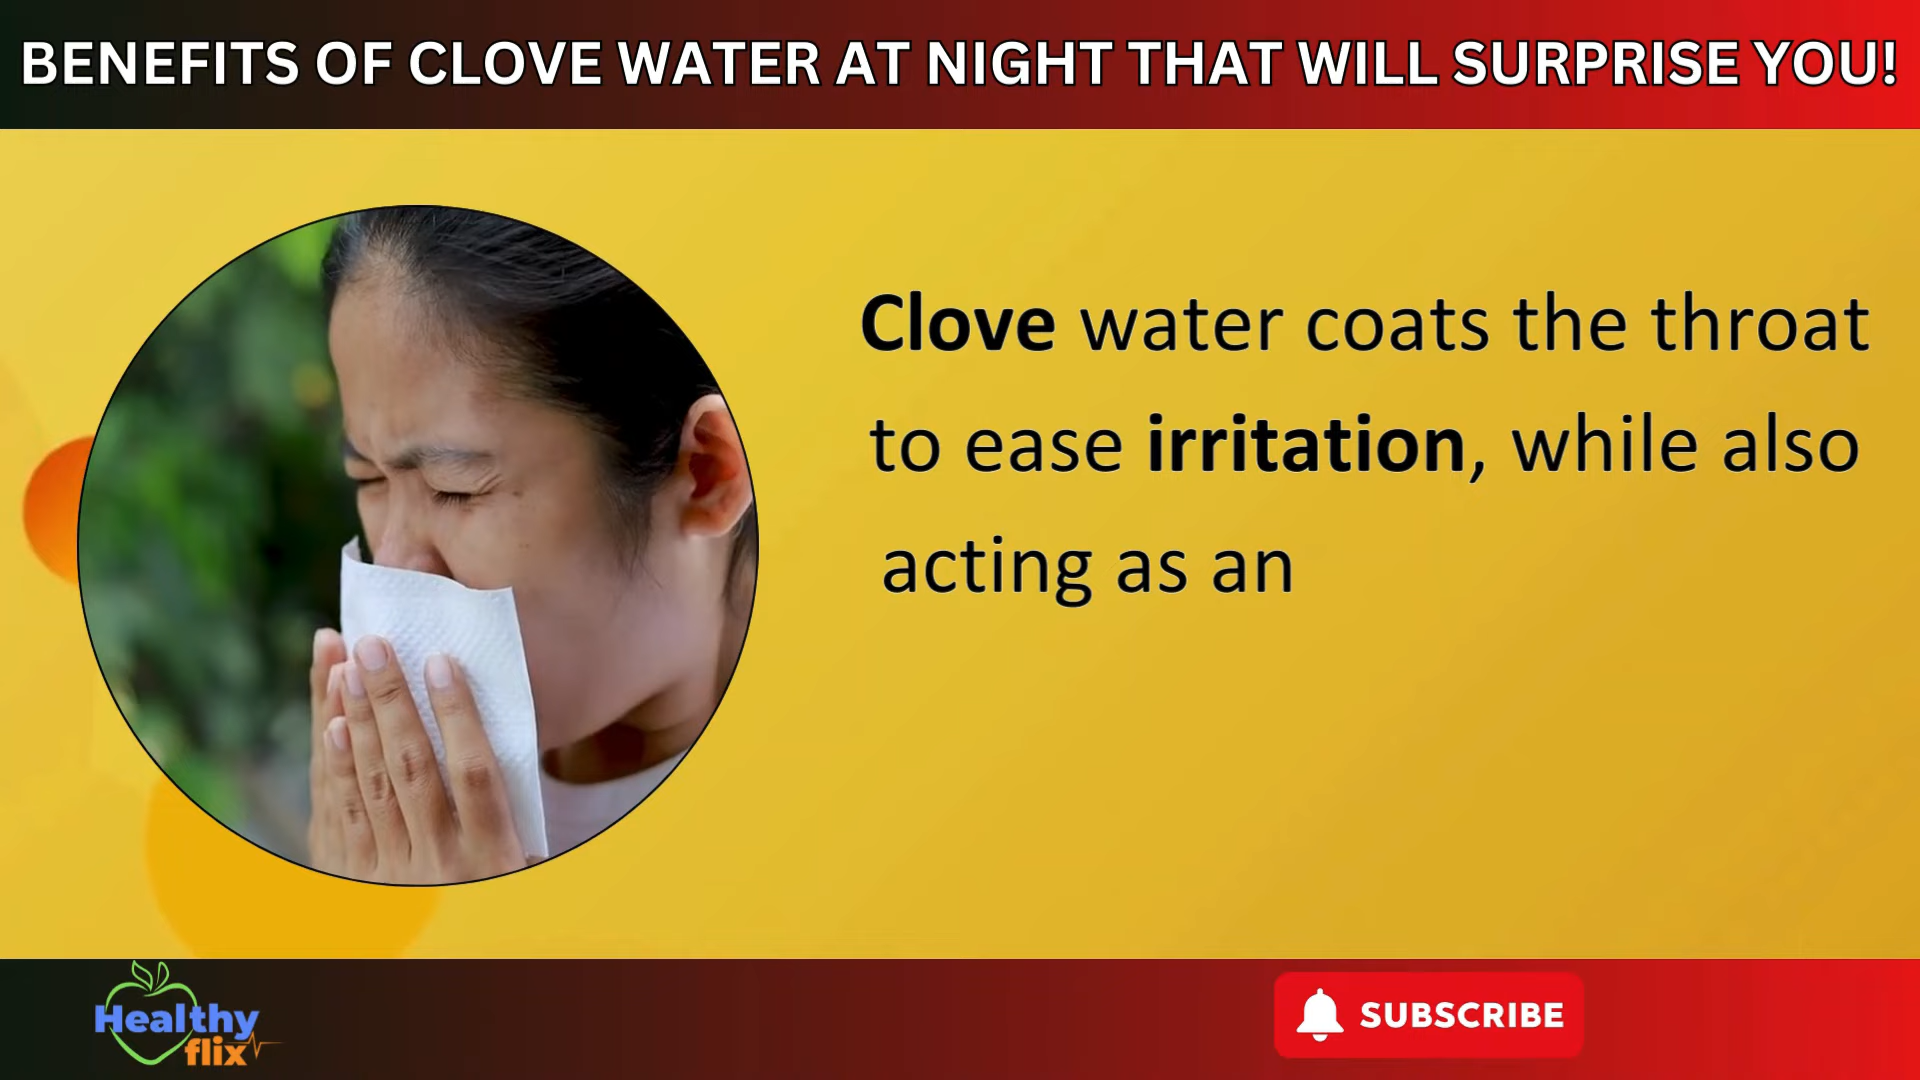 BENEFITS OF CLOVE WATER AT NIGHT THAT WILL SURPRISE YOU!
Clove water coats the throat
to ease irritation, while also
acting as an
Healthy
flix
SUBSCRIBE